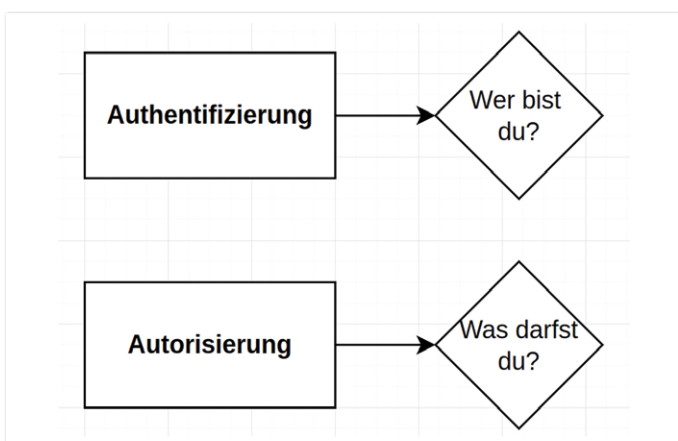 Authentifizierung
Wer bist
du?
Autorisierung
Was darfst
du?